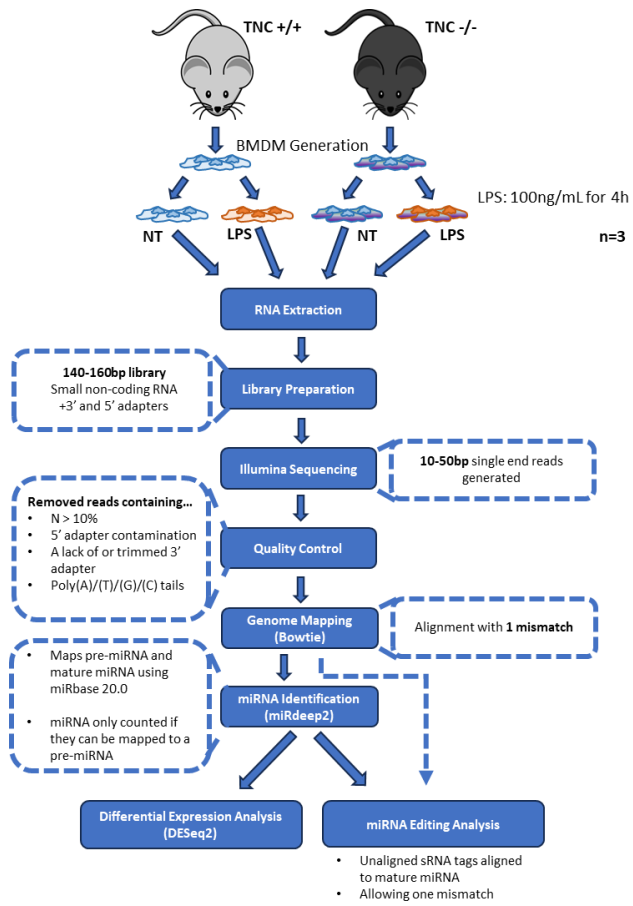 TNC +/+
TNC -/-
BMDM Generation
LPS: 100ng/mL for 4h
NT
LPS
NT
LPS
n=3
RNA Extraction
140-160bp library
Small non-coding RNA
+3’ and 5’ adapters
Library Preparation
Illumina Sequencing
10-50bp single end reads
generated
Removed reads containing...
• N > 10%
• 5’ adapter contamination
• A lack of or trimmed 3’
adapter
• Poly(A)/(T)/(G)/(C) tails
Quality Control
Genome Mapping
(Bowtie)
Alignment with 1 mismatch
• Maps pre-miRNA and
mature miRNA using
miRbase 20.0
• miRNA only counted if
they can be mapped to a
pre-miRNA
miRNA Identification
(miRdeep2)
Differential Expression Analysis
(DESeq2)
miRNA Editing Analysis
• Unaligned sRNA tags aligned
to mature miRNA
• Allowing one mismatch